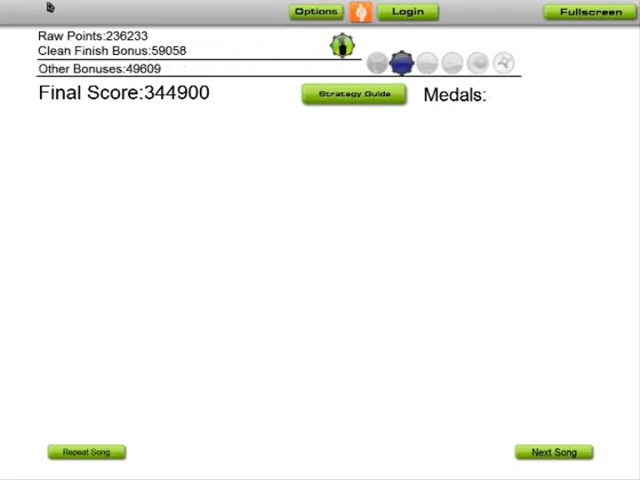 Options Login Fullscreen
Raw Points:236233
Clean Finish Bonus:59058
Other Bonuses:49609
Final Score:344900 Strategy Guide Medals:
Repeat Song Next Song